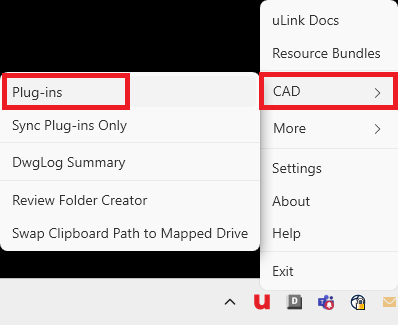 uLink Docs
Resource Bundles
CAD
More
Settings
About
Help
Exit
Plug-ins
Sync Plug-ins Only
DwgLog Summary
Review Folder Creator
Swap Clipboard Path to Mapped Drive
u
D